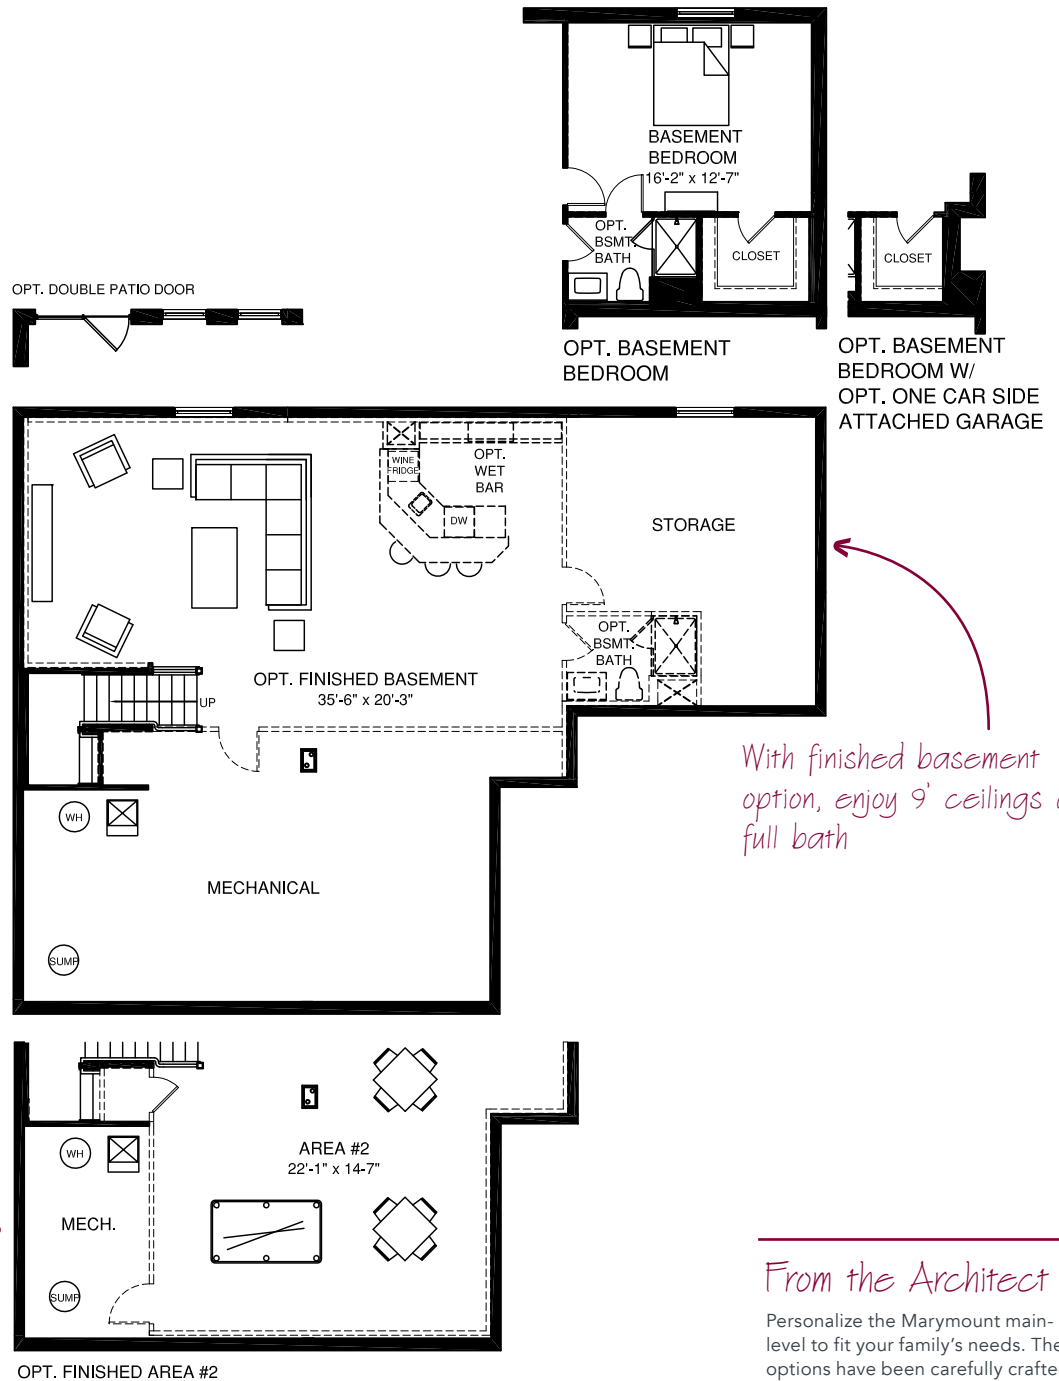 BASEMENT
BEDROOM
16'-2" x 12'-7"
OPT.
BSMT.
BATH
CLOSET
CLOSET
OPT. DOUBLE PATIO DOOR
OPT. BASEMENT
BEDROOM
OPT. BASEMENT
BEDROOM W/
OPT. ONE CAR SIDE
ATTACHED GARAGE
WINE
FRIDGE
OPT.
WET
BAR
DW
STORAGE
OPT.
BSMT.
BATH
OPT. FINISHED BASEMENT
35'-6" x 20'-3"
UP
With finished basement
option, enjoy 9' ceilings
full bath
WH
MECHANICAL
SUMP
AREA #2
22'-1" x 14'-7"
WH
MECH.
SUMP
OPT. FINISHED AREA #2
From the Architect
Personalize the Marymount main-
level to fit your family's needs. The
options have been carefully crafte